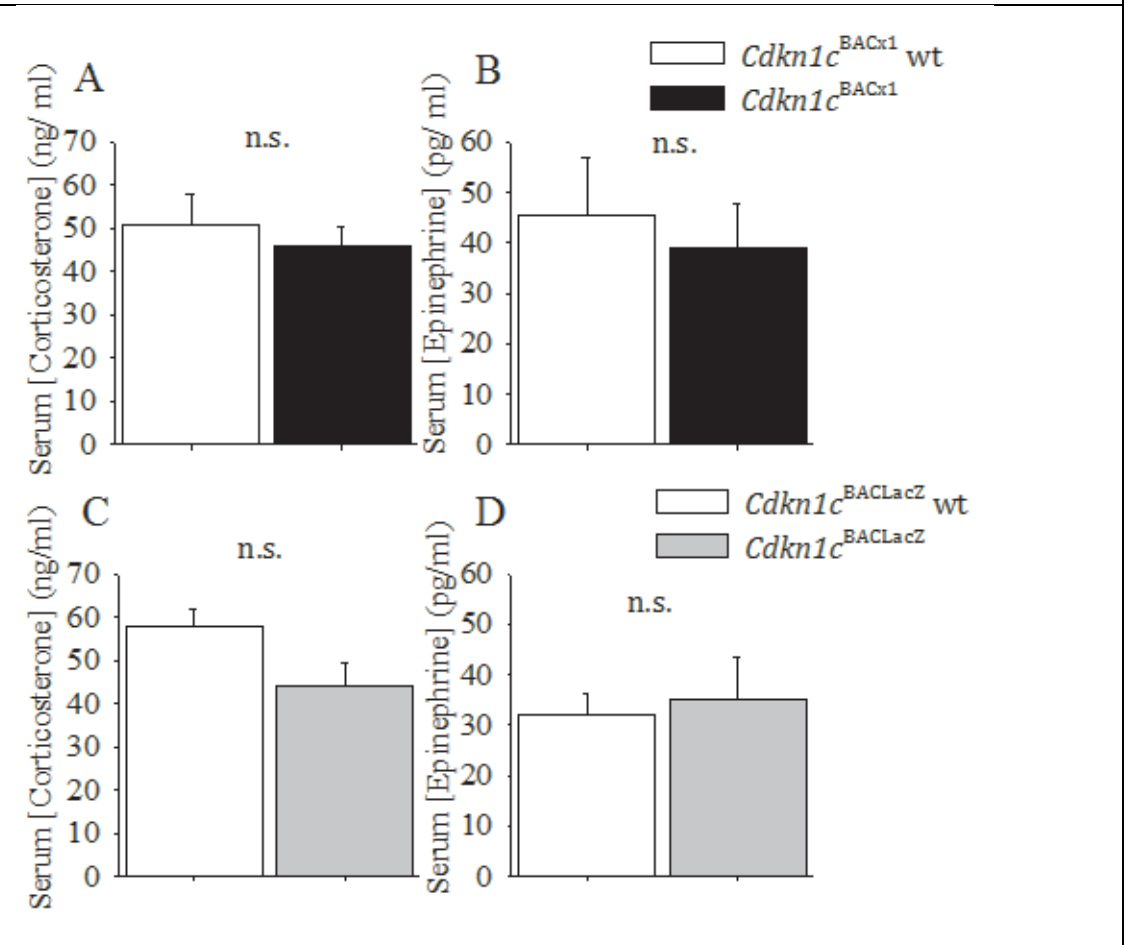 A
Serum [Corticosterone] (ng/ ml)
70
60
50
40
30
20
10
0
n.s.
B
Cdkn1c^BACx1 wt
Cdkn1c^BACx1
Serum [Epinephrine] (pg/ ml)
60
50
40
30
20
10
0
n.s.
C
Serum [Corticosterone] (ng/ml)
70
60
50
40
30
20
10
0
n.s.
D
Cdkn1c^BACLacZ wt
Cdkn1c^BACLacZ
Serum [Epinephrine] (pg/ml)
60
50
40
30
20
10
0
n.s.